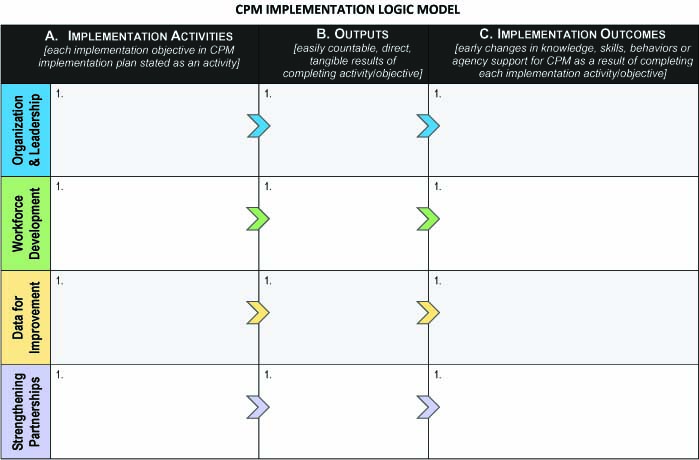 CPM IMPLEMENTATION LOGIC MODEL
A. IMPLEMENTATION ACTIVITIES
[each implementation objective in CPM
implementation plan stated as an activity]
B. OUTPUTS
[easily countable, direct,
tangible results of
completing activity/objective]
C. IMPLEMENTATION OUTCOMES
[early changes in knowledge, skills, behaviors or
agency support for CPM as a result of completing
each implementation activity/objective]
Organization
& Leadership
1.
1.
1.
Workforce
Development
1.
1.
1.
Data for
Improvement
1.
1.
1.
Strengthening
Partnerships
1.
1.
1.